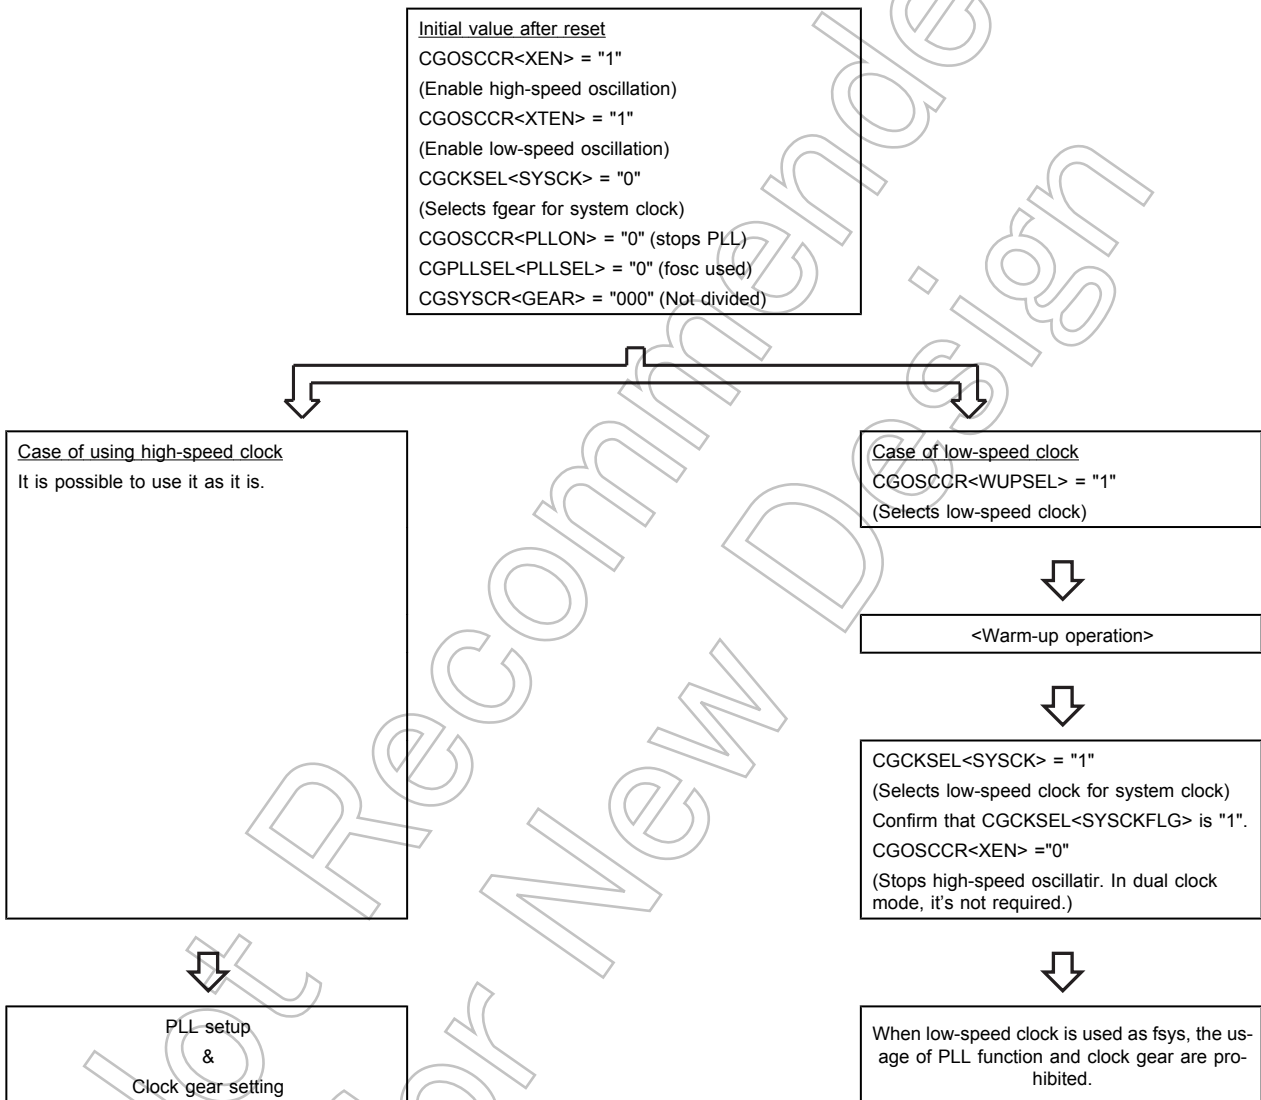 Initial value after reset
CGOSCCR<XEN> = "1"
(Enable high-speed oscillation)
CGOSCCR<XTEN> = "1"
(Enable low-speed oscillation)
CGCKSEL<SYSCK> = "0"
(Selects fgear for system clock)
CGOSCCR<PLLON> = "0" (stops PLL)
CGPLLSEL<PLLSEL> = "0" (fosc used)
CGSYSCR<GEAR> = "000" (Not divided)
Case of using high-speed clock
It is possible to use it as it is.
PLL setup
&
Clock gear setting
Case of low-speed clock
CGOSCCR<WUPSEL> = "1"
(Selects low-speed clock)
<Warm-up operation>
CGCKSEL<SYSCK> = "1"
(Selects low-speed clock for system clock)
Confirm that CGCKSEL<SYSCKFLG> is "1".
CGOSCCR<XEN> ="0"
(Stops high-speed oscillatir. In dual clock
mode, it's not required.)
When low-speed clock is used as fsys, the us-
age of PLL function and clock gear are pro-
hibited.
Not Recommended
for New Design